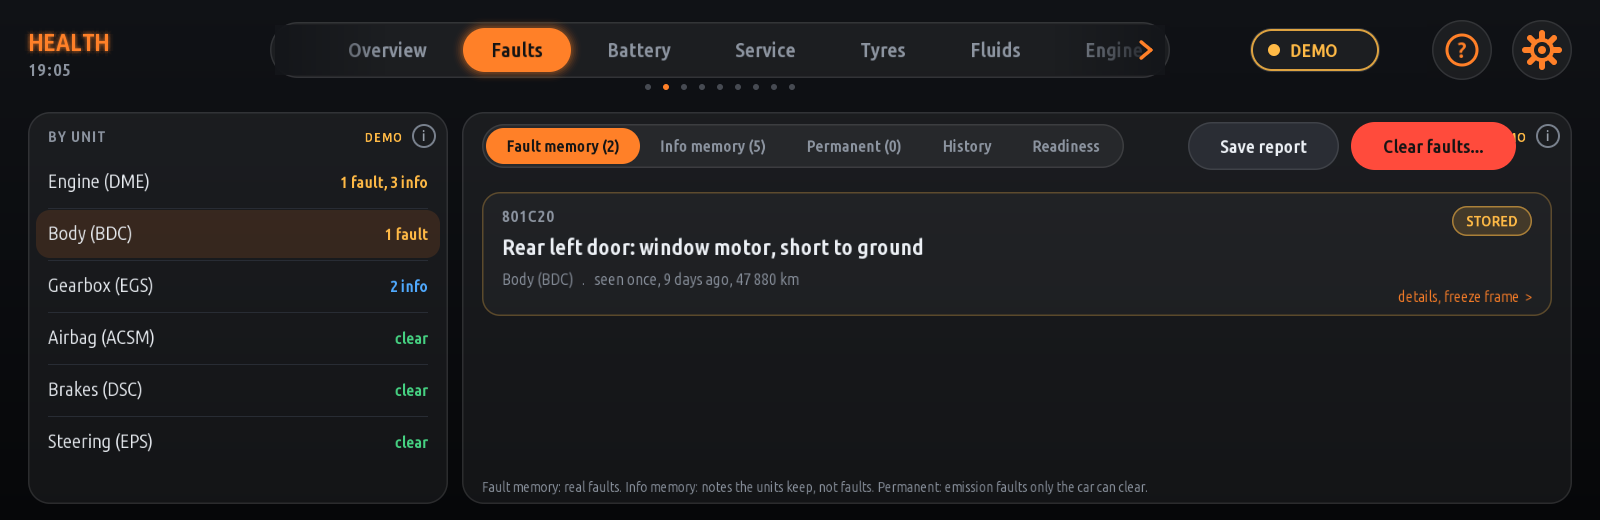 HEALTH
19:05
Overview
Faults
Battery
Service
Tyres
Fluids
Engine
DEMO
?
BY UNIT
DEMO
i
Engine (DME)
1 fault, 3 info
Body (BDC)
1 fault
Gearbox (EGS)
2 info
Airbag (ACSM)
clear
Brakes (DSC)
clear
Steering (EPS)
clear
Fault memory (2)
Info memory (5)
Permanent (0)
History
Readiness
Save report
Clear faults...
i
801C20
STORED
Rear left door: window motor, short to ground
Body (BDC) . seen once, 9 days ago, 47 880 km
details, freeze frame >
Fault memory: real faults. Info memory: notes the units keep, not faults. Permanent: emission faults only the car can clear.